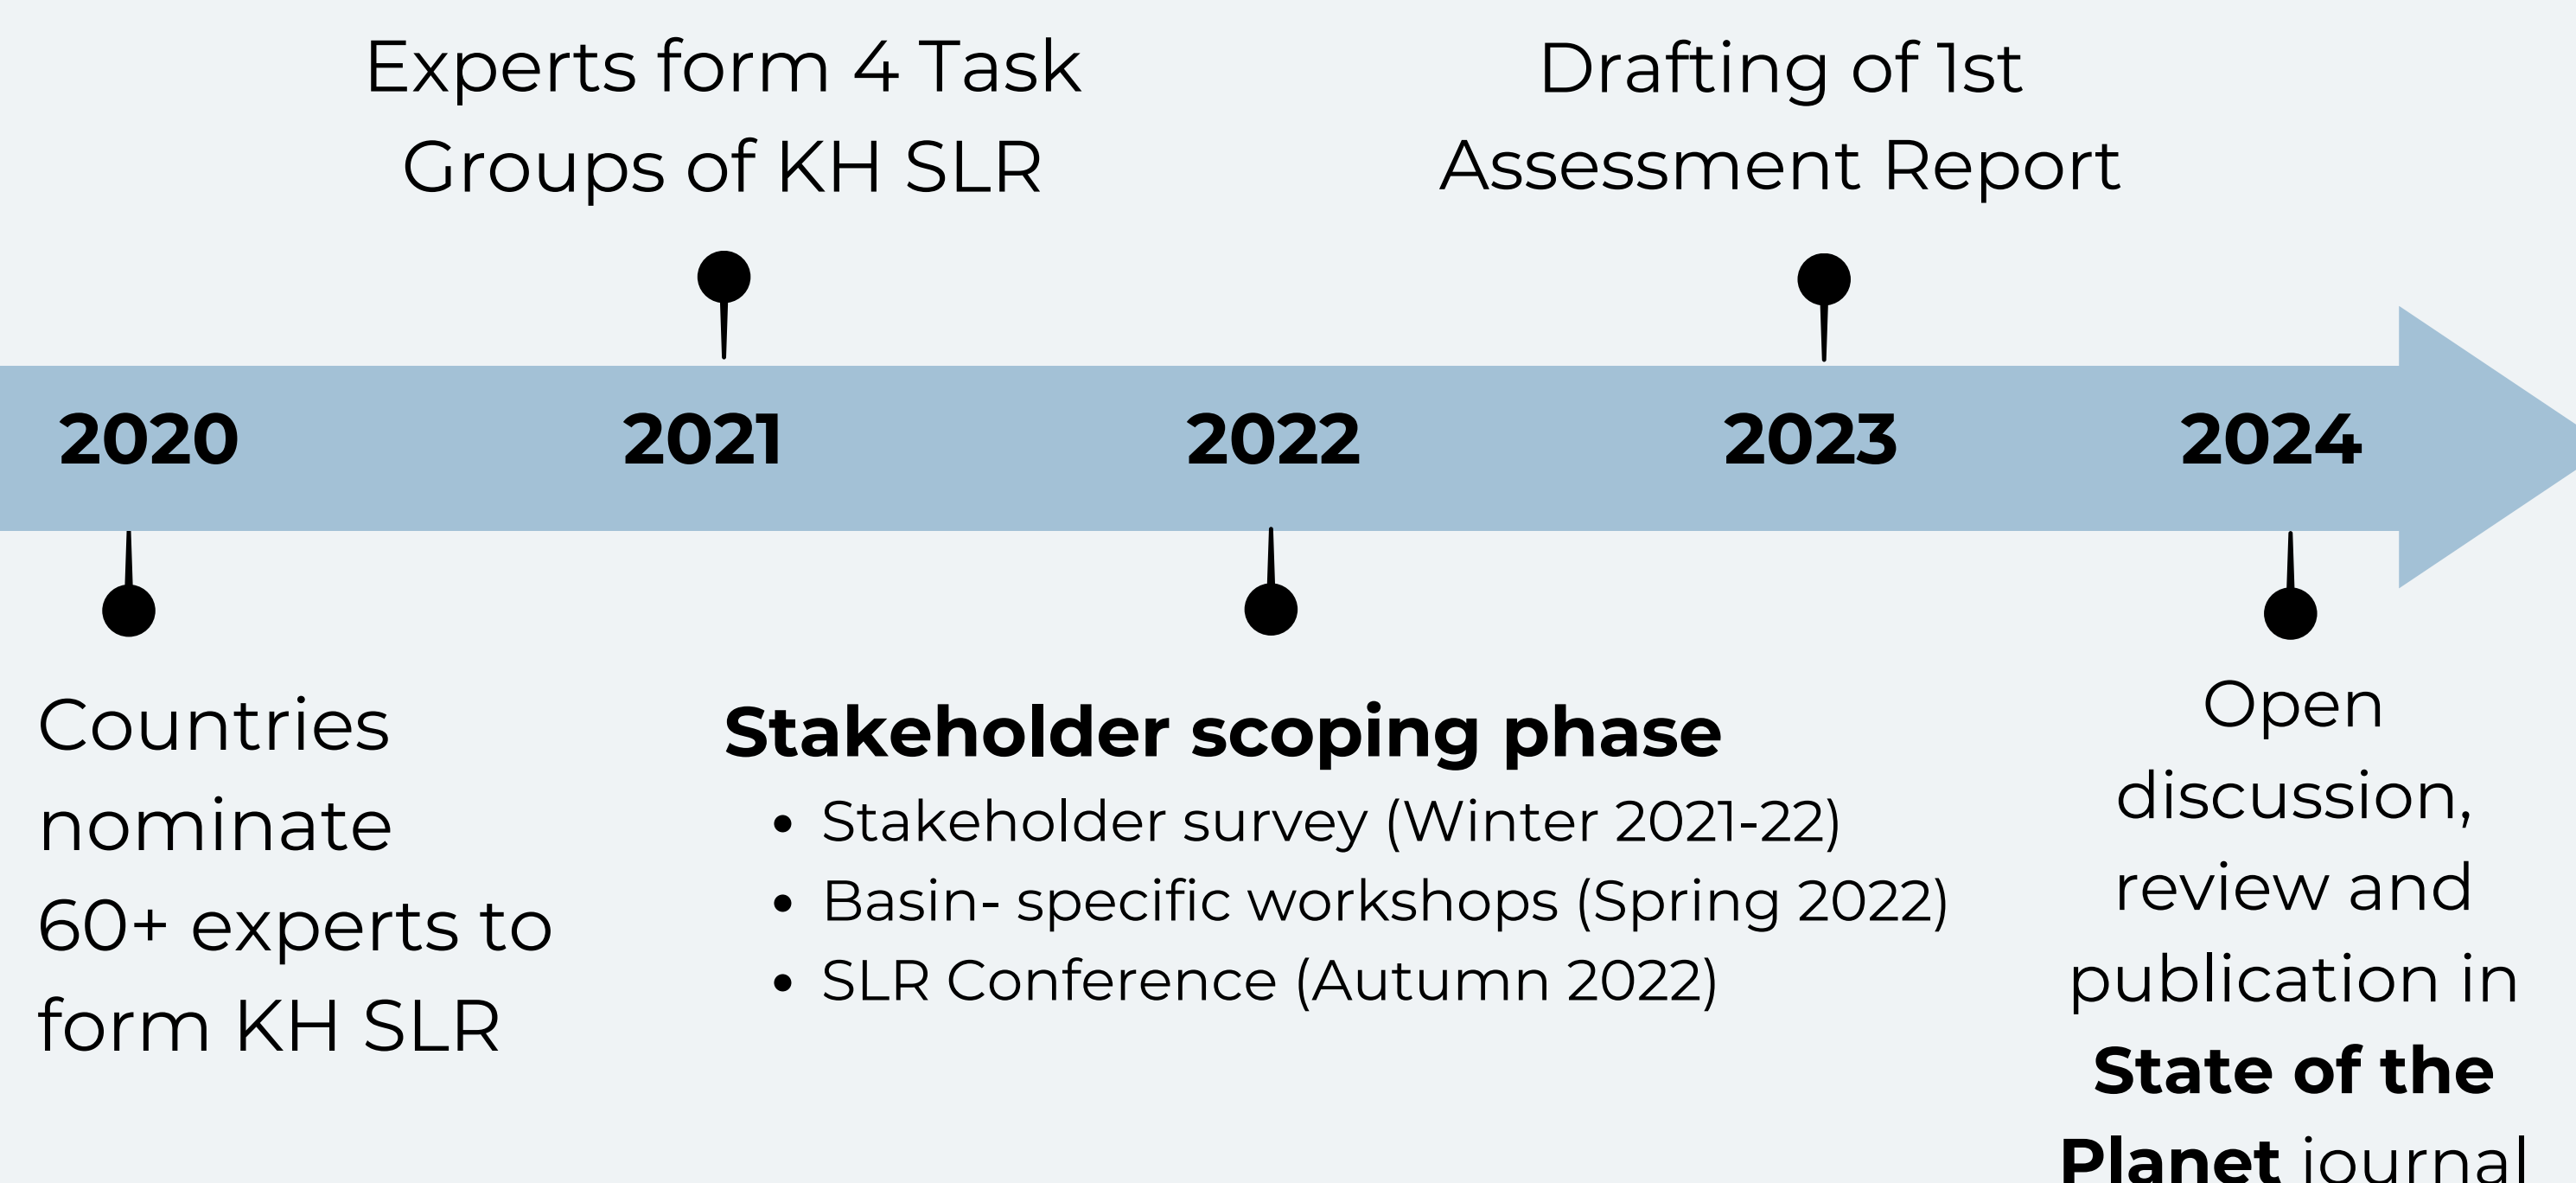 Experts form 4 Task
Groups of KH SLR
Drafting of 1st
Assessment Report
2020
2021
2022
2023
2024
Countries
nominate
60+ experts to
form KH SLR
Stakeholder scoping phase
• Stakeholder survey (Winter 2021-22)
• Basin- specific workshops (Spring 2022)
• SLR Conference (Autumn 2022)
Open
discussion,
review and
publication in
State of the
Planet journal